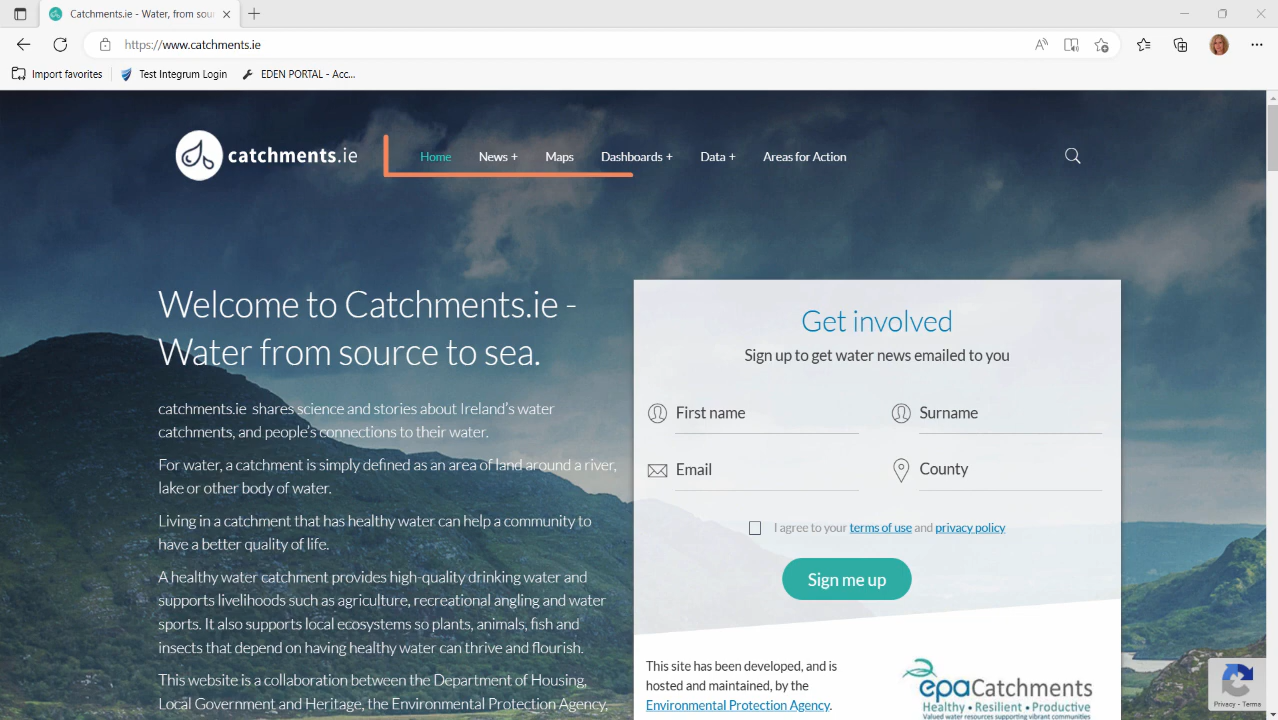 Catchments.ie - Water, from sour
https://www.catchments.ie
Import favorites
Test Integrum Login
EDEN PORTAL - Acc...
catchments.ie
Home
News +
Maps
Dashboards +
Data +
Areas for Action
Welcome to Catchments.ie -
Water from source to sea.
catchments.ie shares science and stories about Ireland's water
catchments, and people's connections to their water.
For water, a catchment is simply defined as an area of land around a river,
lake or other body of water.
Living in a catchment that has healthy water can help a community to
have a better quality of life.
A healthy water catchment provides high-quality drinking water and
supports livelihoods such as agriculture, recreational angling and water
sports. It also supports local ecosystems so plants, animals, fish and
insects that depend on having healthy water can thrive and flourish.
This website is a collaboration between the Department of Housing,
Local Government and Heritage, the Environmental Protection Agency,
Get involved
Sign up to get water news emailed to you
First name
Surname
Email
County
I agree to your terms of use and privacy policy
Sign me up
This site has been developed, and is
hosted and maintained, by the
Environmental Protection Agency.
epaCatchments
Healthy • Resilient • Productive
Valued water resources supporting vibrant communities
Privacy - Terms